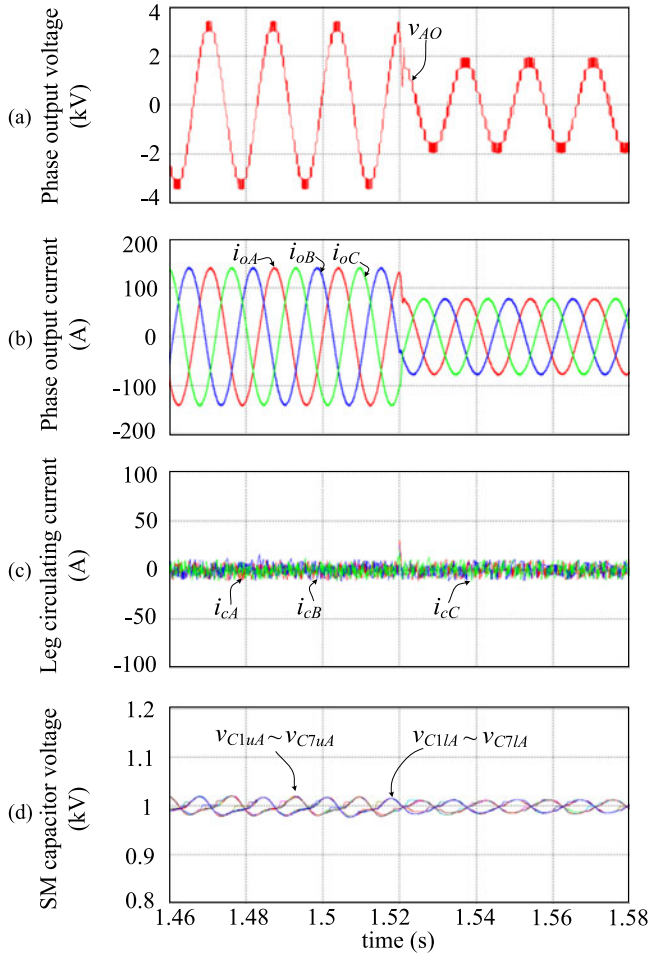 (a)
Phase output voltage
(kV)
4
2
0
-2
-4
vAO
(b)
Phase output current
(A)
200
100
0
-100
-200
ioA
ioB
ioC
(c)
Leg circulating current
(A)
100
50
0
-50
-100
icA
icB
icC
(d)
SM capacitor voltage
(kV)
1.2
1.1
1
0.9
0.8
vC1uA ~ vC7uA
vC1lA ~ vC7lA
1.46 1.48 1.5 1.52 1.54 1.56 1.58
time (s)